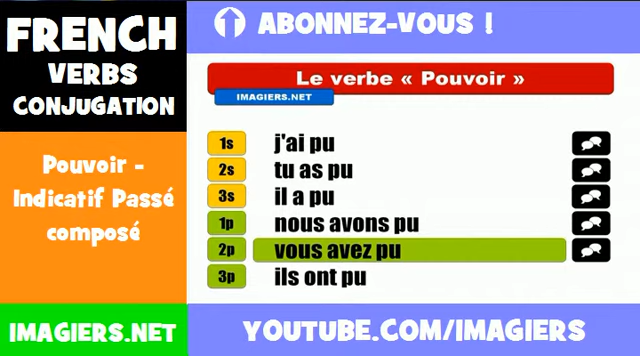 FRENCH
VERBS
CONJUGATION
Pouvoir -
Indicatif Passé
composé
IMAGIERS.NET
ABONNEZ-VOUS !
Le verbe « Pouvoir »
IMAGIERS.NET
1s j'ai pu
2s tu as pu
3s il a pu
1p nous avons pu
2p vous avez pu
3p ils ont pu
YOUTUBE.COM/IMAGIERS